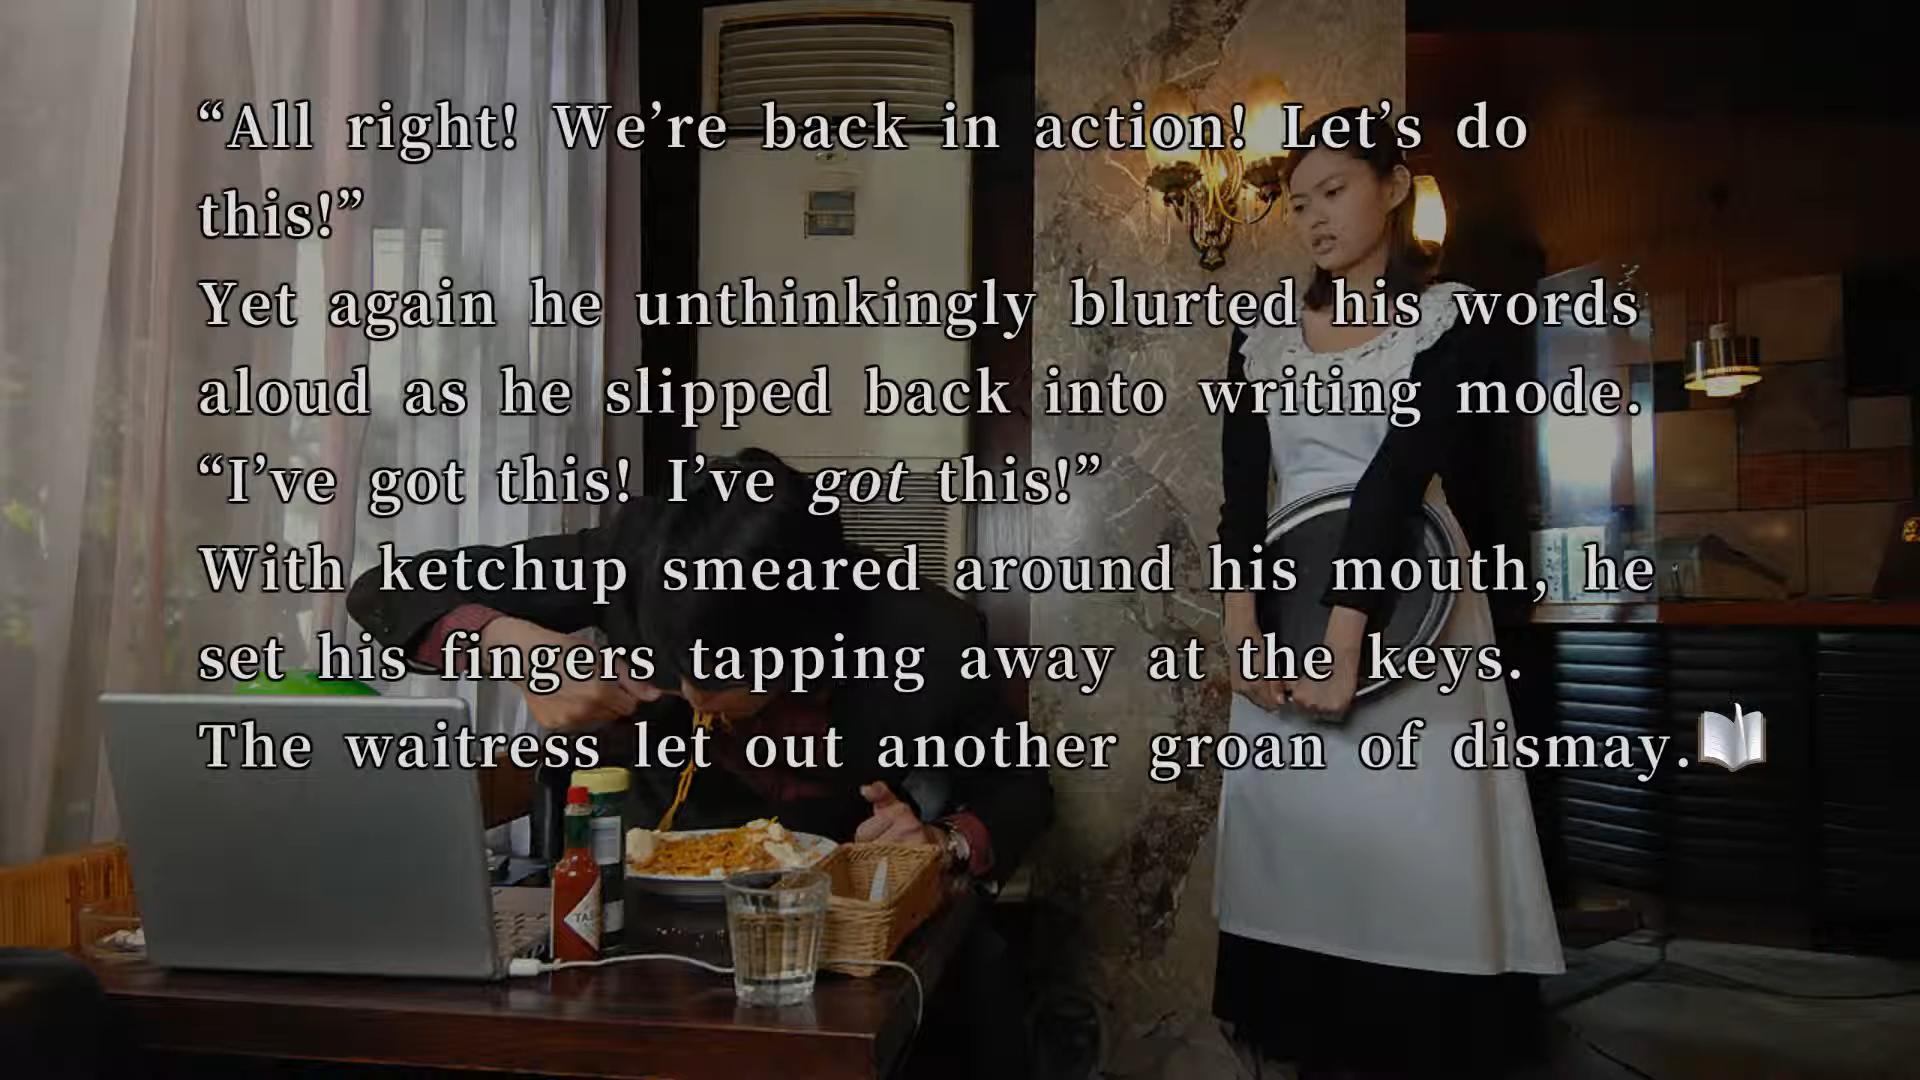 “All right! We’re back in action! Let’s do
this!”
Yet again he unthinkingly blurted his words
aloud as he slipped back into writing mode.
“I’ve got this! I’ve got this!”
With ketchup smeared around his mouth, he
set his fingers tapping away at the keys.
The waitress let out another groan of dismay.